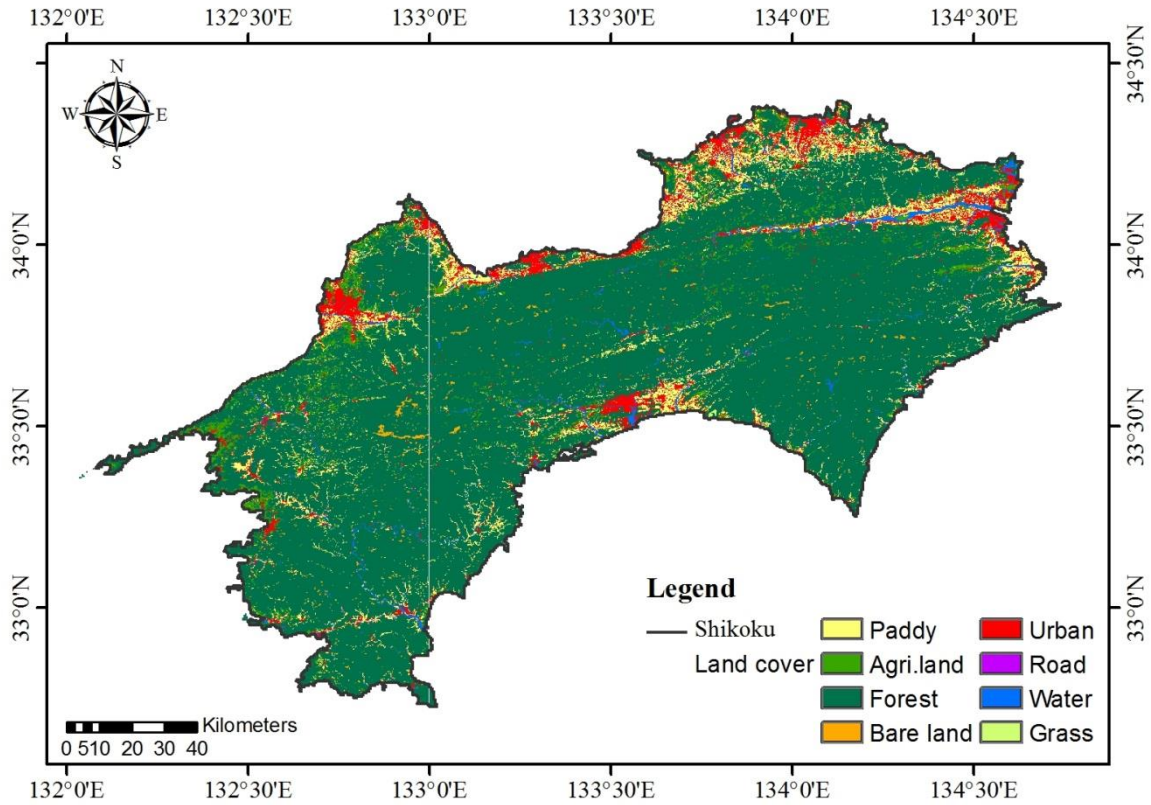 132°0'E 132°30'E 133°0'E 133°30'E 134°0'E 134°30'E
N
W E
S
34°30'N 34°0'N 33°30'N 33°0'N
34°0'N 33°30'N 33°0'N
Legend
Shikoku
Land cover
Paddy Urban
Agri.land Road
Forest Water
Bare land Grass
Kilometers
0 5 10 20 30 40
132°0'E 132°30'E 133°0'E 133°30'E 134°0'E 134°30'E